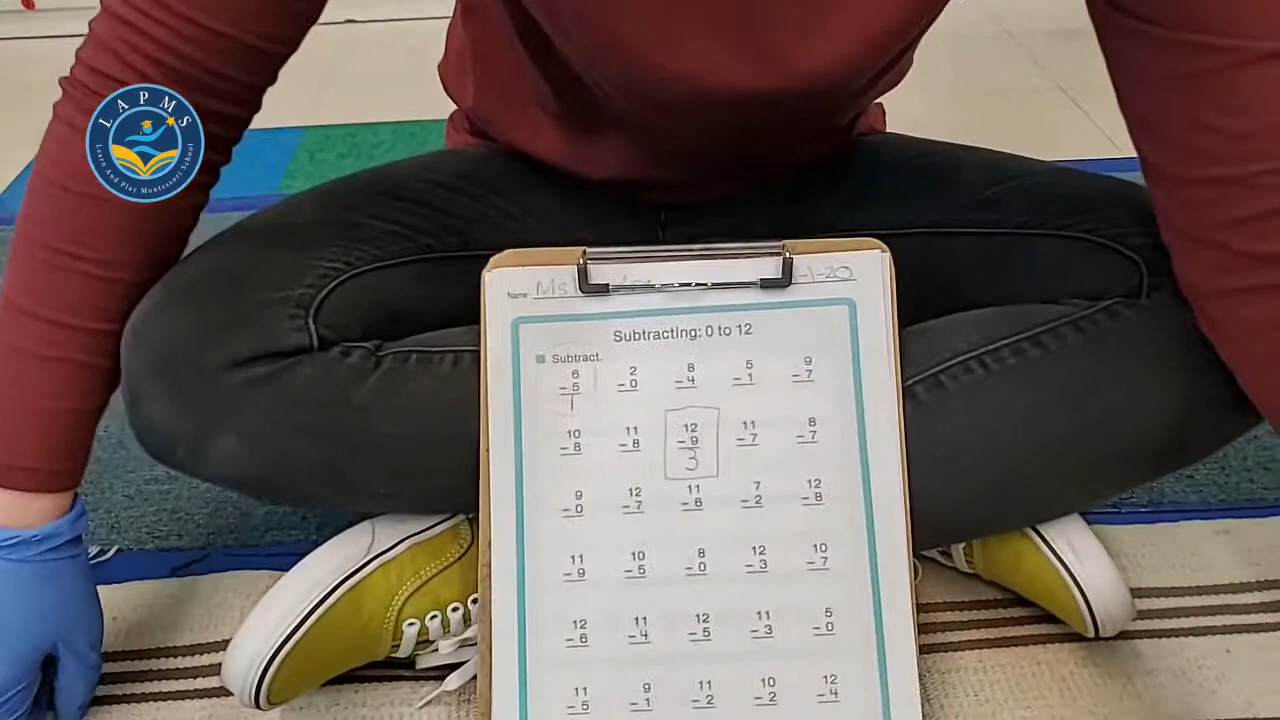 LAPMS
Learn And Play Montessori School
Name Ms 1-20
Subtracting: 0 to 12
Subtract.
6 2 8 5 9
- 5 - 0 - 4 - 1 - 7
1
10 11 12 11 8
- 8 - 8 - 9 - 7 - 7
3
9 12 11 7 12
- 0 - 7 - 6 - 2 - 8
11 10 8 12 10
- 9 - 5 - 0 - 3 - 7
12 11 12 11 5
- 6 - 4 - 5 - 3 - 0
11 9 11 10 12
- 5 - 1 - 2 - 2 - 4